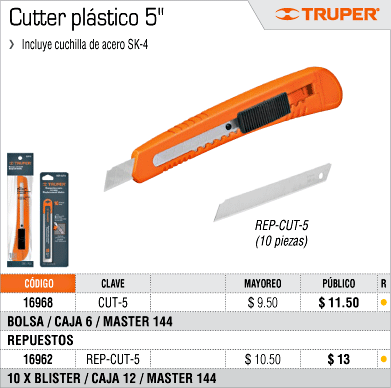 Cutter plástico 5"
TRUPER®
❯ Incluye cuchilla de acero SK-4
TRUPER
TRUPER
REP-CUT-5
(10 piezas)
CÓDIGO CLAVE MAYOREO PÚBLICO R
16968 CUT-5 $ 9.50 $ 11.50 •
BOLSA / CAJA 6 / MASTER 144
REPUESTOS
16962 REP-CUT-5 $ 10.50 $ 13 •
10 X BLISTER / CAJA 12 / MASTER 144